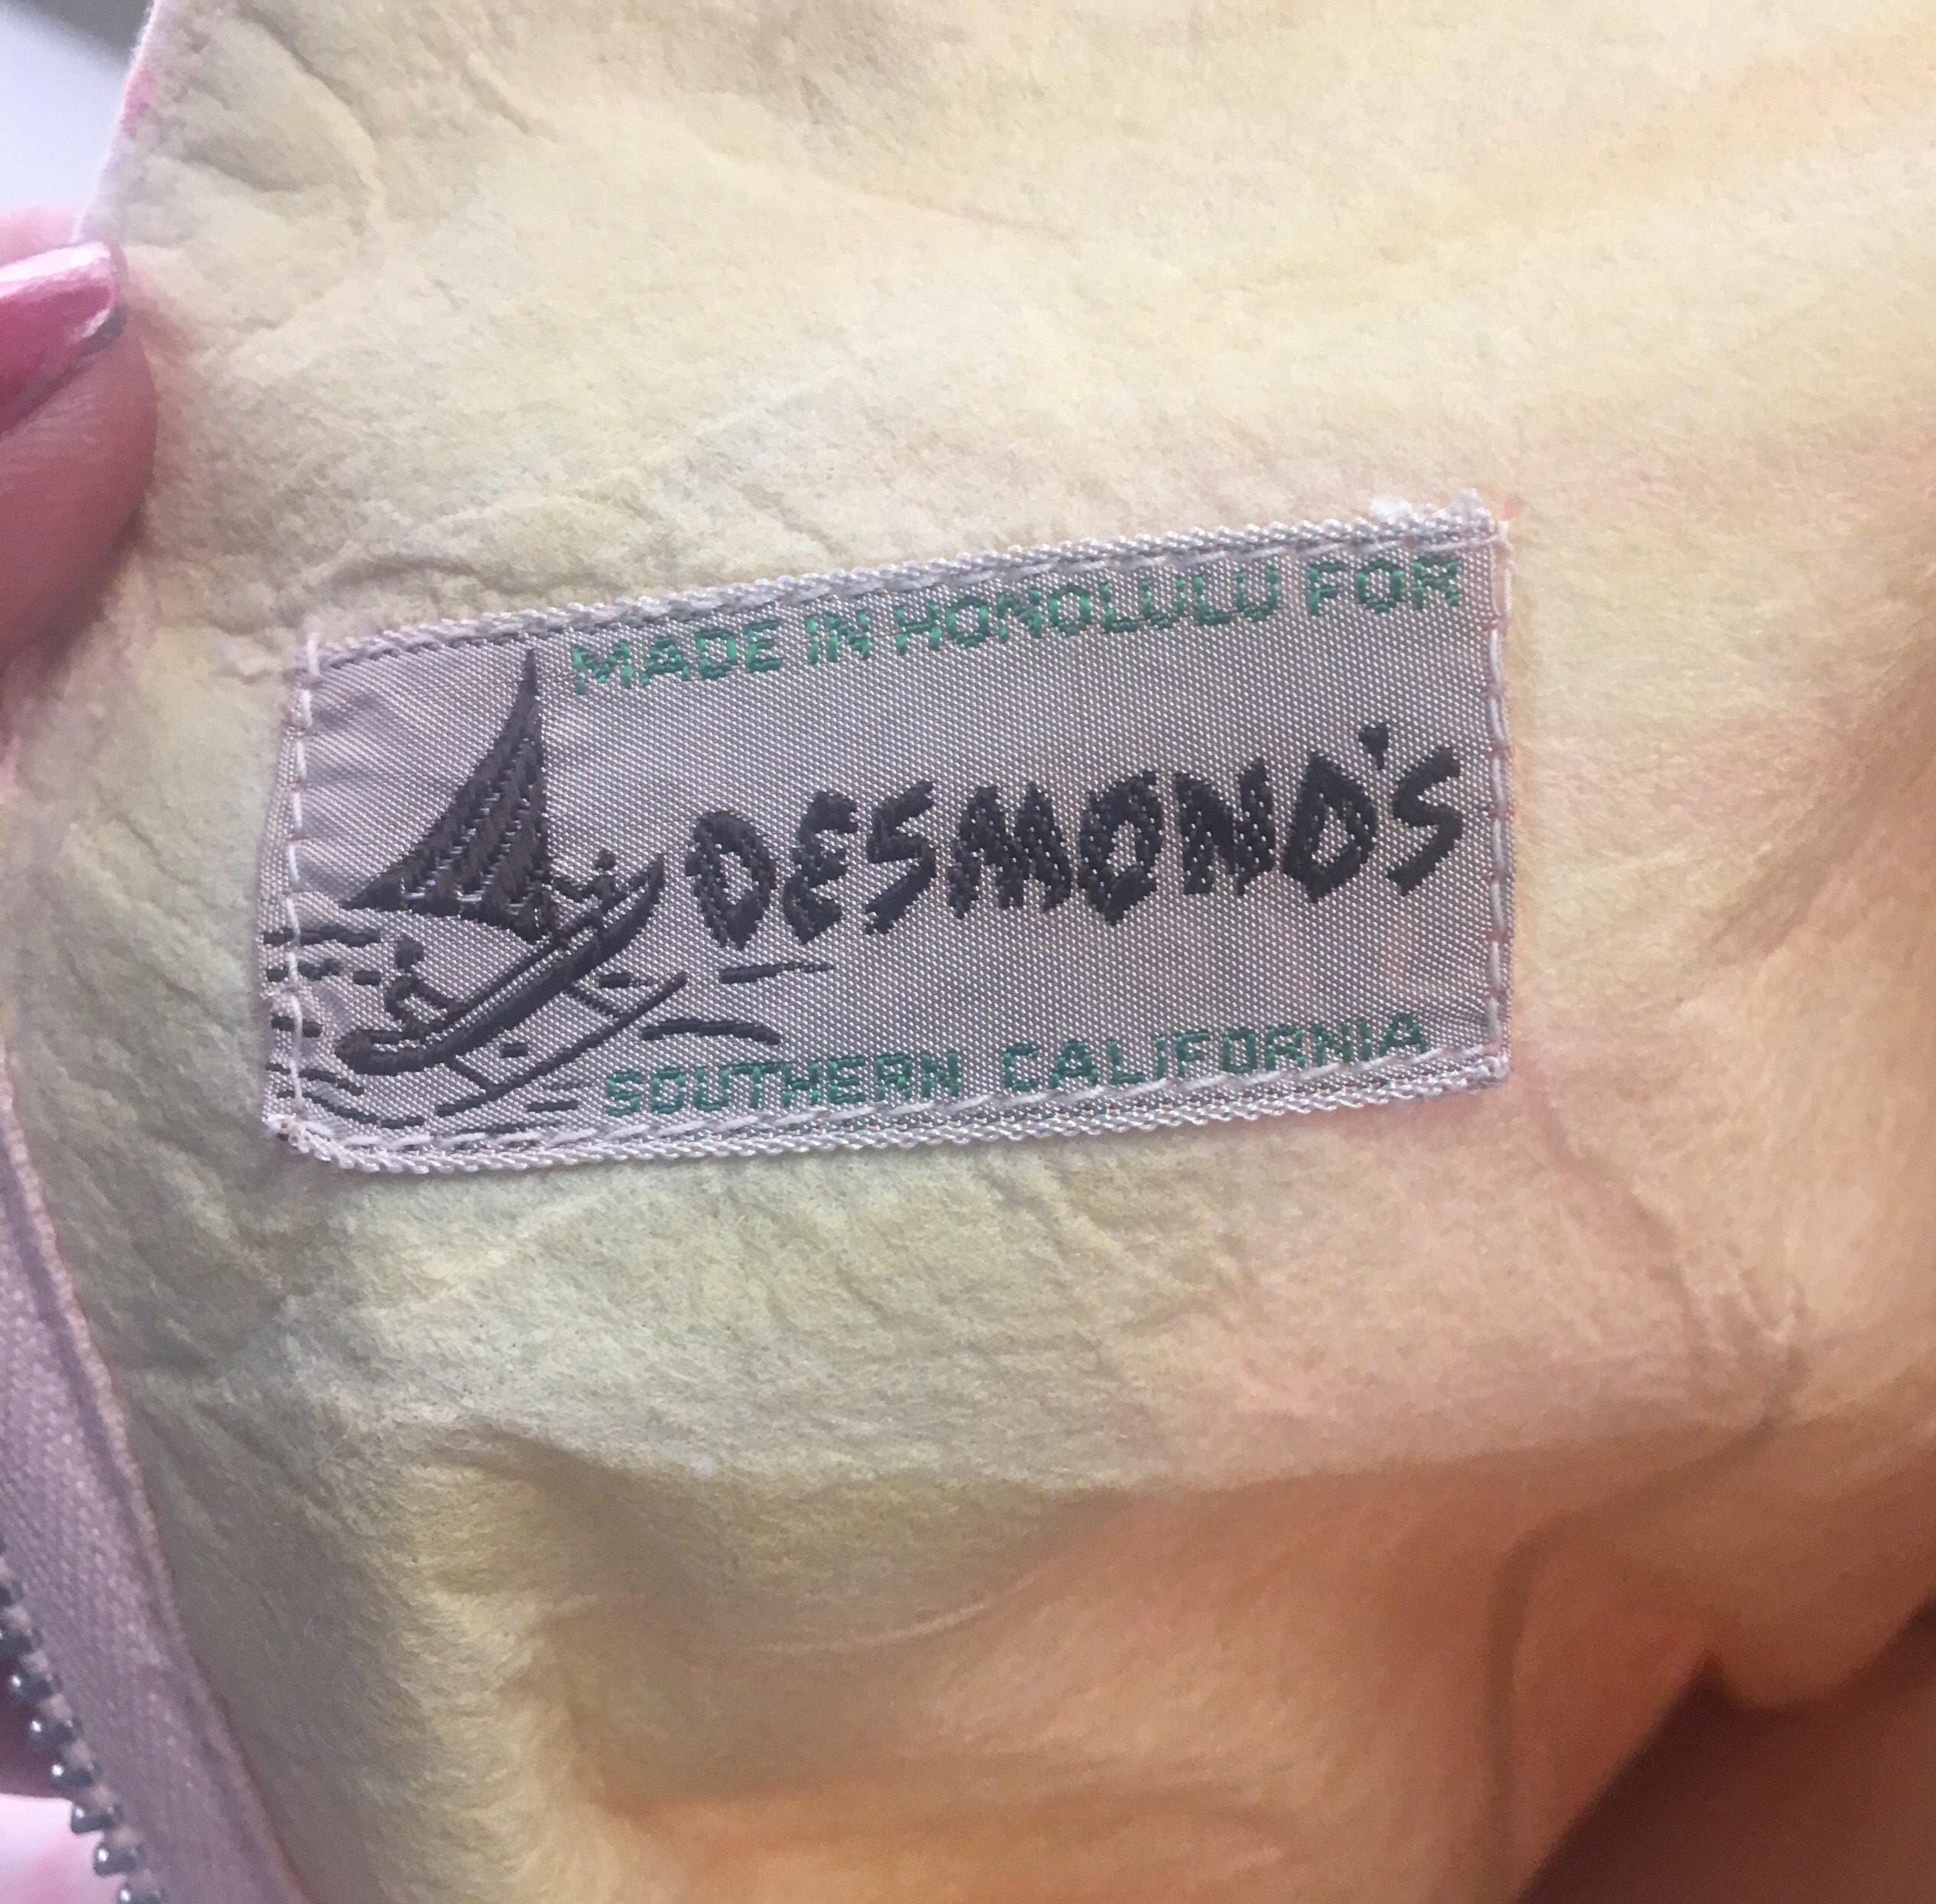 MADE IN HONOLULU FOR
DESMOND'S
SOUTHERN CALIFORNIA